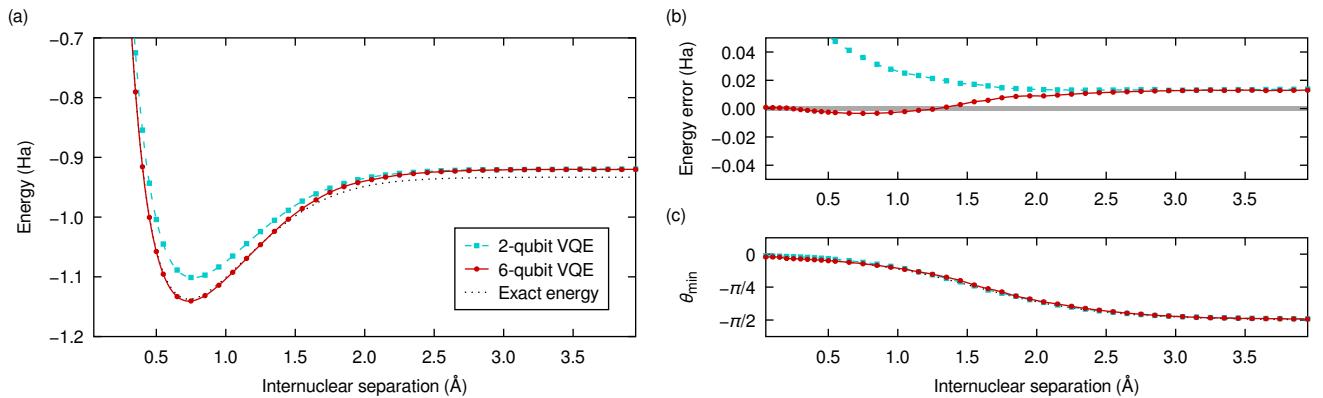 (a)
Energy (Ha)
−0.7
−0.8
−0.9
−1.0
−1.1
−1.2
0.5 1.0 1.5 2.0 2.5 3.0 3.5
Internuclear separation (Å)
2-qubit VQE
6-qubit VQE
Exact energy
(b)
Energy error (Ha)
0.04
0.02
0.00
−0.02
−0.04
0.5 1.0 1.5 2.0 2.5 3.0 3.5
(c)
θmin
0
−π/4
−π/2
0.5 1.0 1.5 2.0 2.5 3.0 3.5
Internuclear separation (Å)